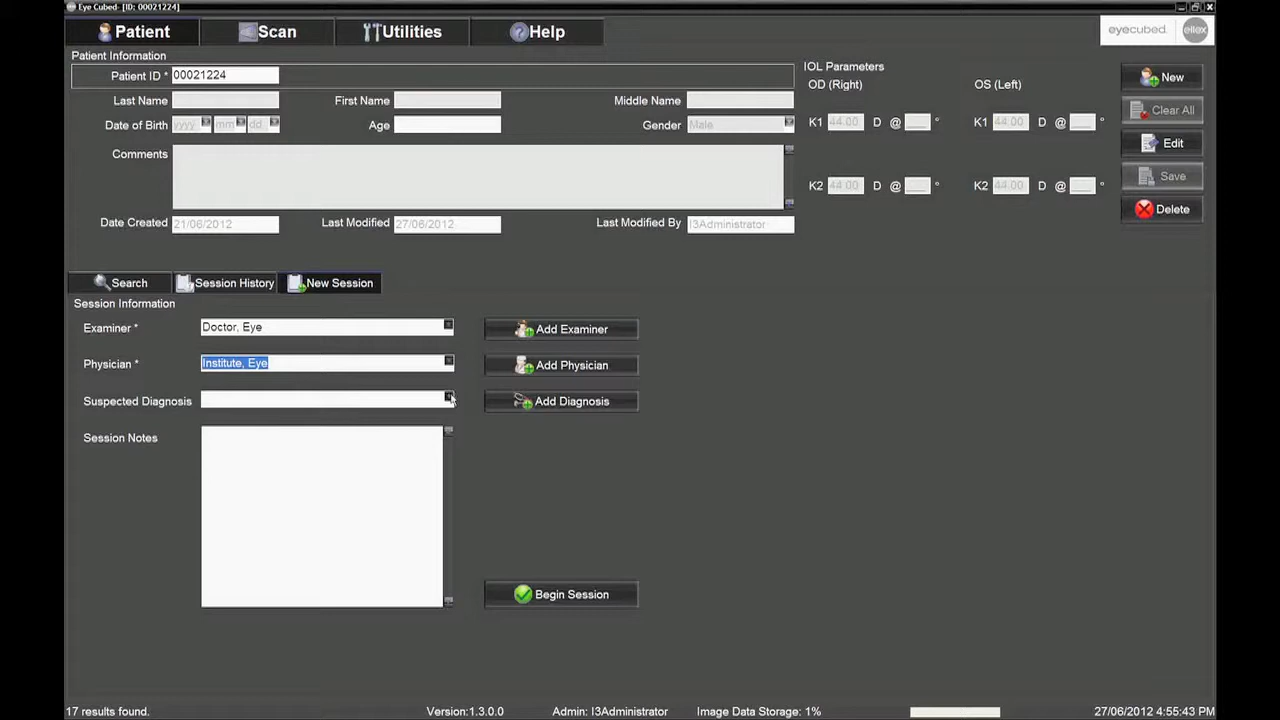 Eye Cubed- [ID: 00021224]
Patient Scan Utilities Help
eyecubed. ellex
Patient Information
Patient ID * 00021224
Last Name First Name Middle Name
Date of Birth yyyy mm dd Age Gender Male
Comments
Date Created 21/06/2012 Last Modified 27/06/2012 Last Modified By I3Administrator
IOL Parameters
OD (Right) OS (Left)
K1 44.00 D @ ° K1 44.00 D @ °
K2 44.00 D @ ° K2 44.00 D @ °
New
Clear All
Edit
Save
Delete
Search Session History New Session
Session Information
Examiner * Doctor, Eye Add Examiner
Physician * Institute, Eye Add Physician
Suspected Diagnosis Add Diagnosis
Session Notes
Begin Session
17 results found. Version:1.3.0.0 Admin: I3Administrator Image Data Storage: 1% 27/06/2012 4:55:43 PM